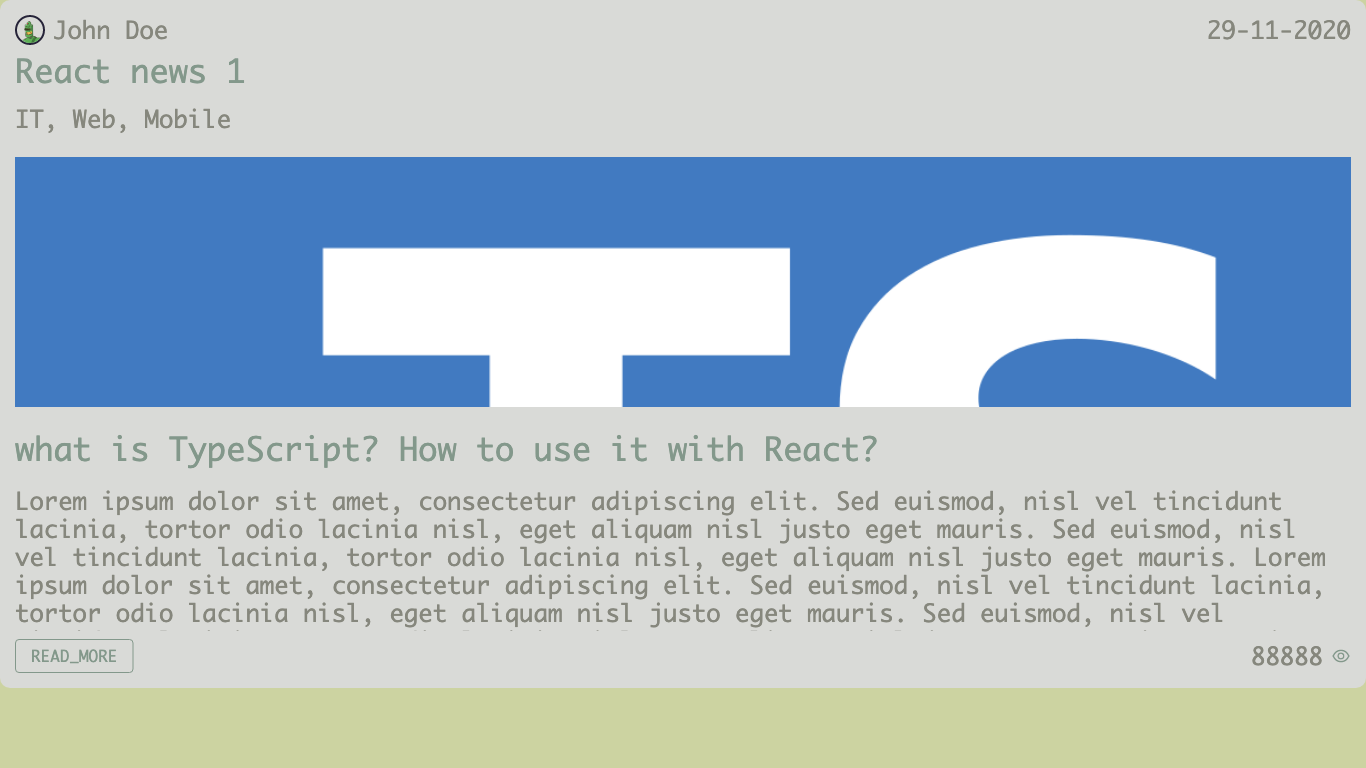 John Doe
29-11-2020
React news 1
IT, Web, Mobile
TS
what is TypeScript? How to use it with React?
Lorem ipsum dolor sit amet, consectetur adipiscing elit. Sed euismod, nisl vel tincidunt
lacinia, tortor odio lacinia nisl, eget aliquam nisl justo eget mauris. Sed euismod, nisl
vel tincidunt lacinia, tortor odio lacinia nisl, eget aliquam nisl justo eget mauris. Lorem
ipsum dolor sit amet, consectetur adipiscing elit. Sed euismod, nisl vel tincidunt lacinia,
tortor odio lacinia nisl, eget aliquam nisl justo eget mauris. Sed euismod, nisl vel
READ_MORE
88888